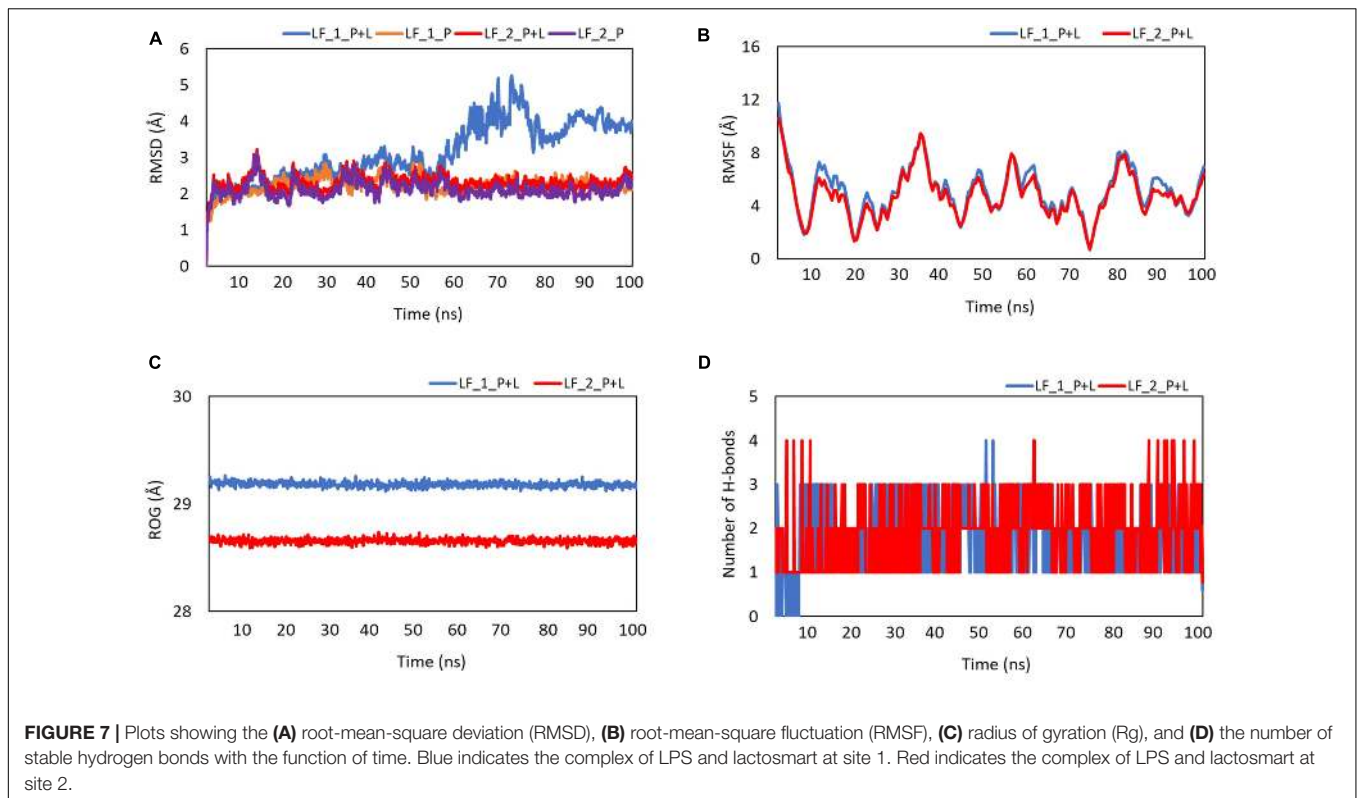 A
LF_1_P+L LF_1_P LF_2_P+L LF_2_P
RMSD (Å)
6
5
4
3
2
1
0
10 20 30 40 50 60 70 80 90 100
Time (ns)
B
LF_1_P+L LF_2_P+L
RMSF (Å)
16
12
8
4
0
10 20 30 40 50 60 70 80 90 100
Time (ns)
C
LF_1_P+L LF_2_P+L
ROG (Å)
30
29
28
10 20 30 40 50 60 70 80 90 100
Time (ns)
D
LF_1_P+L LF_2_P+L
Number of H-bonds
5
4
3
2
1
0
10 20 30 40 50 60 70 80 90 100
Time (ns)
FIGURE 7 | Plots showing the (A) root-mean-square deviation (RMSD), (B) root-mean-square fluctuation (RMSF), (C) radius of gyration (Rg), and (D) the number of
stable hydrogen bonds with the function of time. Blue indicates the complex of LPS and lactosmart at site 1. Red indicates the complex of LPS and lactosmart at
site 2.